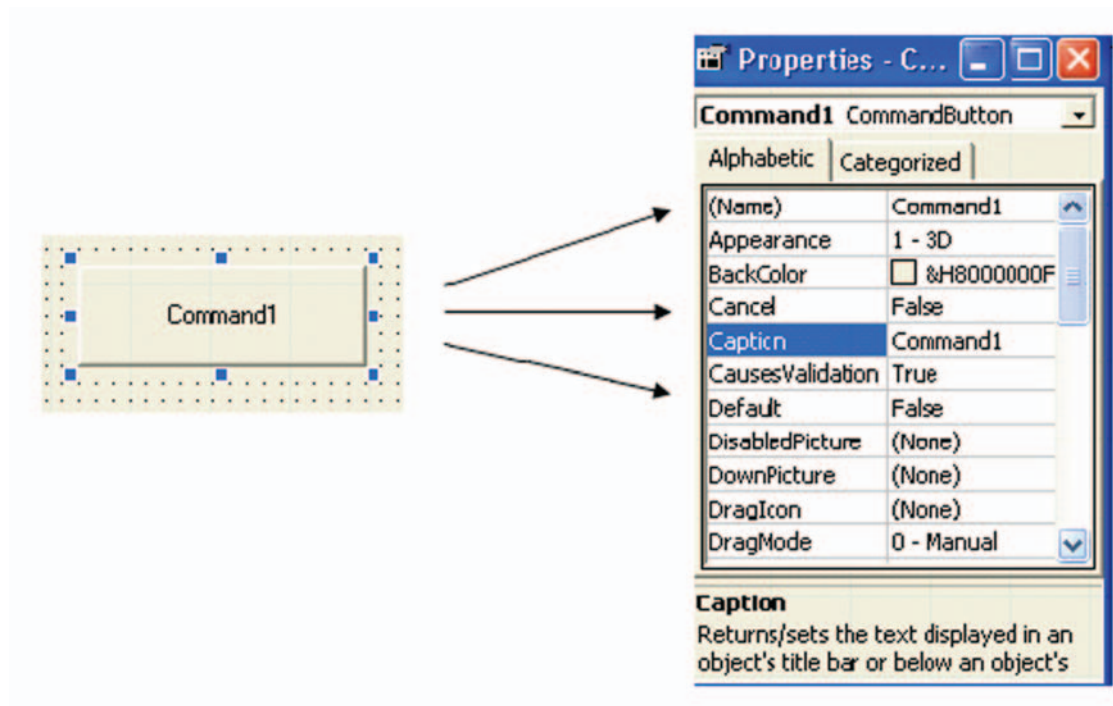 Command1
Properties - C...
Command1 CommandButton
Alphabetic Categorized
(Name) Command1
Appearance 1 - 3D
BackColor &H8000000F
Cancel False
Caption Command1
CausesValidation True
Default False
DisabledPicture (None)
DownPicture (None)
DragIcon (None)
DragMode 0 - Manual
Caption
Returns/sets the text displayed in an
object's title bar or below an object's